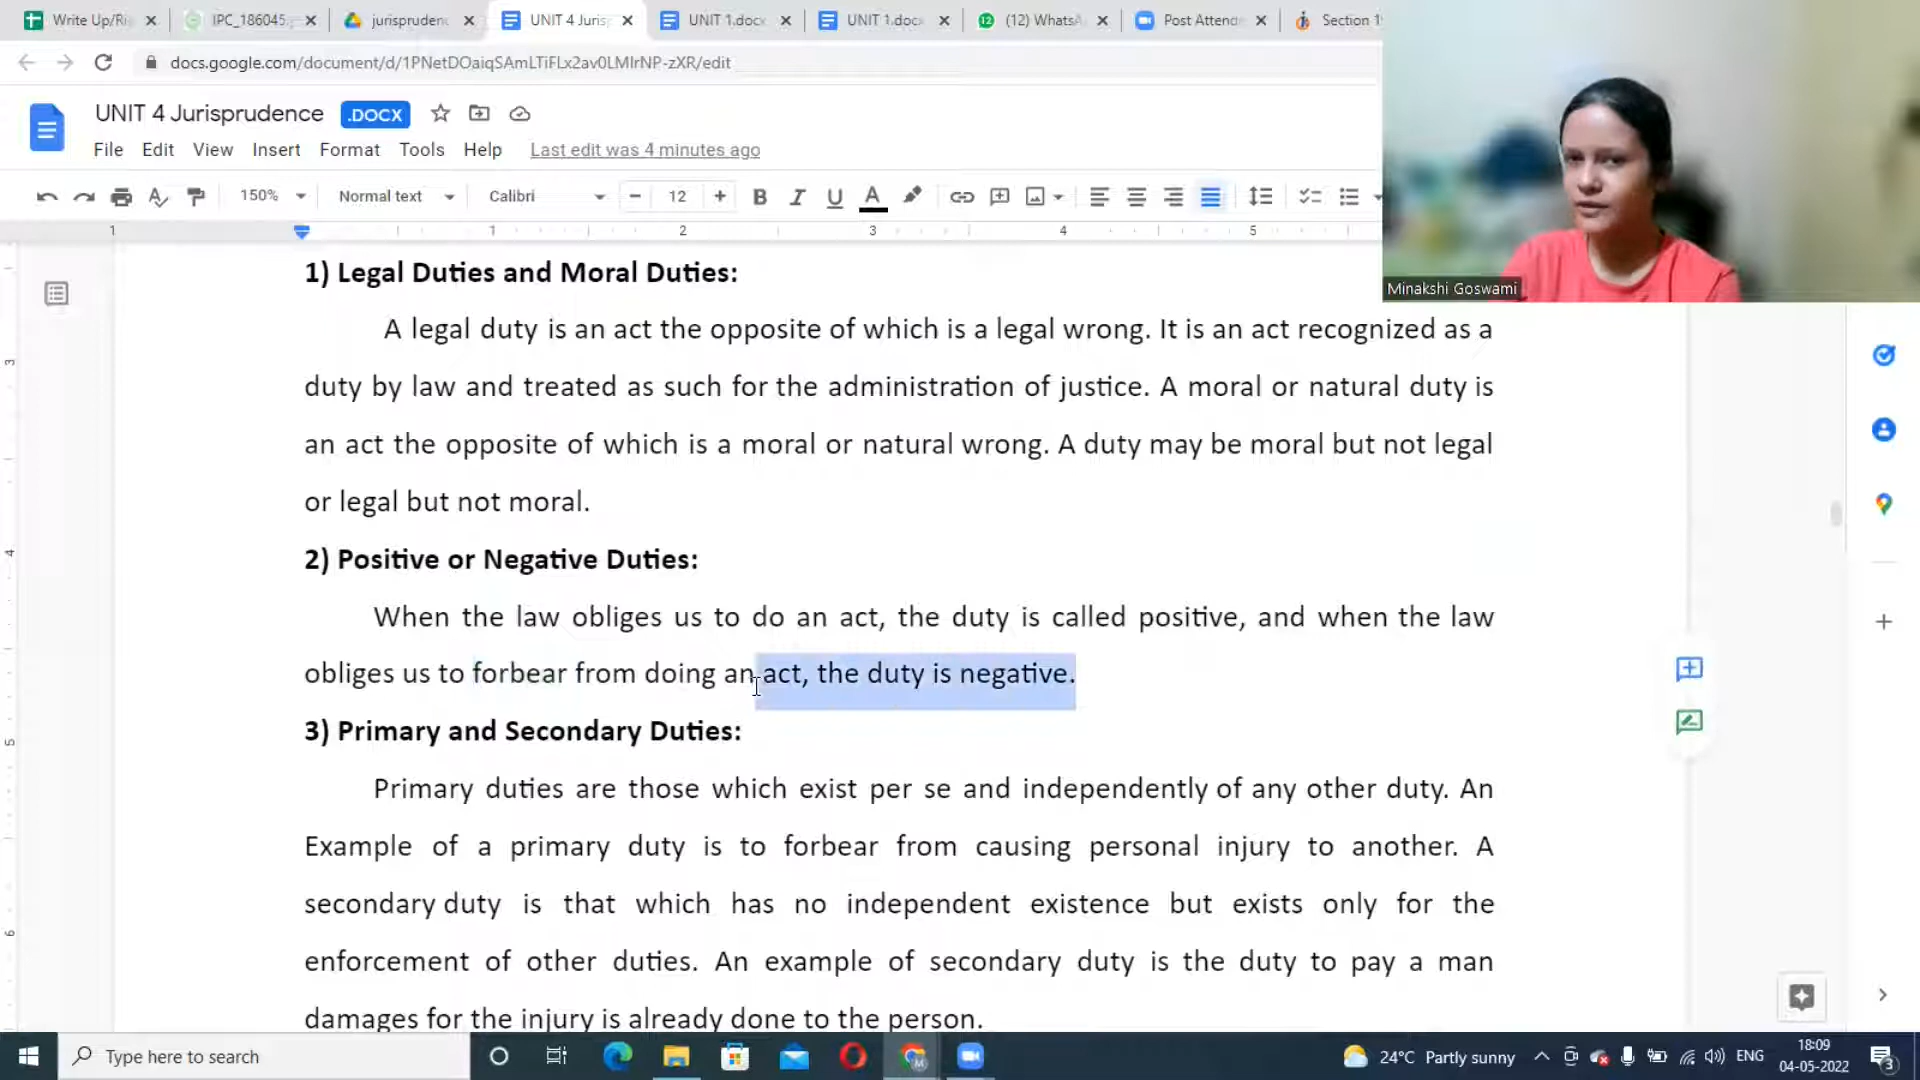 Write Up/Ri
IPC_186045.
jurisprudenc
UNIT 4 Juris
UNIT 1.docx
UNIT 1.docx
(12) WhatsA
Post Attend
Section 1
docs.google.com/document/d/1PNetDOaiqSAmLTiFLx2av0LMIrNP-zXR/edit
UNIT 4 Jurisprudence .DOCX
File Edit View Insert Format Tools Help Last edit was 4 minutes ago
150% Normal text Calibri 12
1 1 2 3 4 5
Minakshi Goswami
1) Legal Duties and Moral Duties:
A legal duty is an act the opposite of which is a legal wrong. It is an act recognized as a
duty by law and treated as such for the administration of justice. A moral or natural duty is
an act the opposite of which is a moral or natural wrong. A duty may be moral but not legal
or legal but not moral.
2) Positive or Negative Duties:
When the law obliges us to do an act, the duty is called positive, and when the law
obliges us to forbear from doing an act, the duty is negative.
3) Primary and Secondary Duties:
Primary duties are those which exist per se and independently of any other duty. An
Example of a primary duty is to forbear from causing personal injury to another. A
secondary duty is that which has no independent existence but exists only for the
enforcement of other duties. An example of secondary duty is the duty to pay a man
damages for the injury is already done to the person.
3
4
5
6
Type here to search
24°C Partly sunny
ENG
18:09
04-05-2022
3